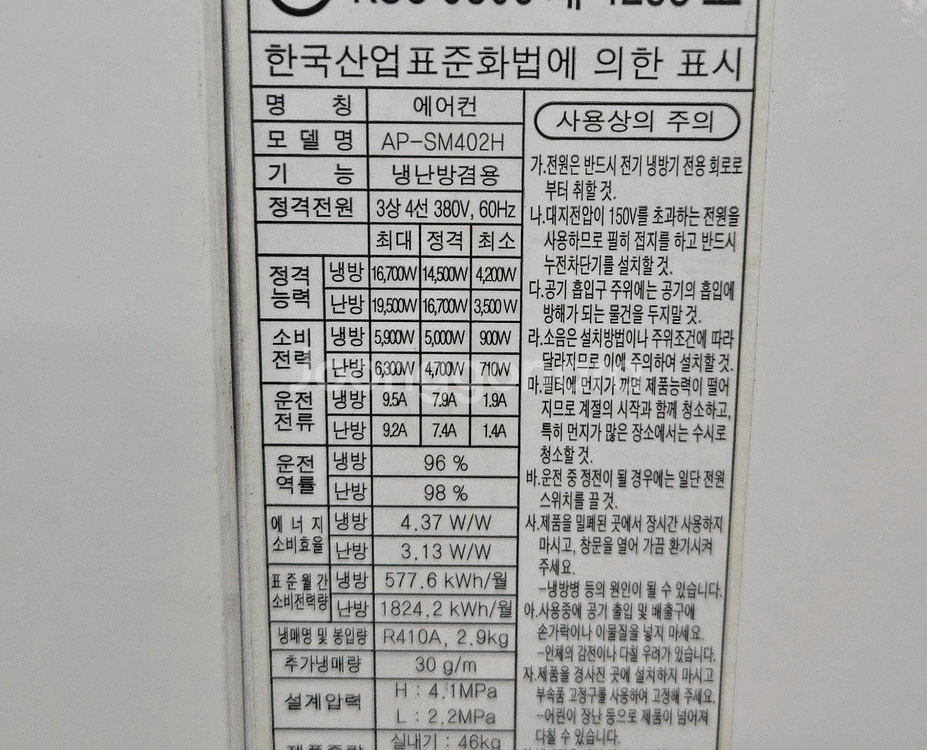 한국산업표준화법에 의한 표시
명 칭 에어컨
모 델 명 AP-SM402H
기 능 냉난방겸용
정격전원 3상 4선 380V, 60Hz
최대 정격 최소
정격능력 냉방 16,700W 14,500W 4,200W
난방 19,500W 16,700W 3,500 W
소비전력 냉방 5,900W 5,000W 900W
난방 6,300W 4,700W 710W
운전전류 냉방 9.5A 7.9A 1.9A
난방 9.2A 7.4A 1.4A
운전역률 냉방 96 %
난방 98 %
에 너 지 소비효율 냉방 4.37 W/W
난방 3.13 W/W
표 준 월 간 소비전력량 냉방 577.6 kWh/월
난방 1824.2 kWh/월
냉매명 및 봉입량 R410A, 2.9kg
추가냉매량 30 g/m
설계압력 H : 4.1MPa
L : 2.2MPa
실내기 : 46kg
사용상의 주의
가.전원은 반드시 전기 냉방기 전용 회로로
부터 취할 것.
나.대지전압이 150V를 초과하는 전원을
사용하므로 필히 접지를 하고 반드시
누전차단기를 설치할 것.
다.공기 흡입구 주위에는 공기의 흡입에
방해가 되는 물건을 두지말 것.
라.소음은 설치방법이나 주위조건에 따라
달라지므로 이에 주의하여 설치할 것.
마.필터에 먼지가 끼면 제품능력이 떨어
지므로 계절의 시작과 함께 청소하고,
특히 먼지가 많은 장소에서는 수시로
청소할 것.
바.운전 중 정전이 될 경우에는 일단 전원
스위치를 끌 것.
사.제품을 밀폐된 곳에서 장시간 사용하지
마시고, 창문을 열어 가끔 환기시켜
주세요.
-냉방병 등의 원인이 될 수 있습니다.
아.사용중에 공기 출입 및 배출구에
손가락이나 이물질을 넣지 마세요.
-인체의 감전이나 다칠 우려가 있습니다.
자.제품을 경사진 곳에 설치하지 마시고
부속품 고정구를 사용하여 고정해 주세요.
-어린이 장난 등으로 제품이 넘어져
다칠 수 있습니다.